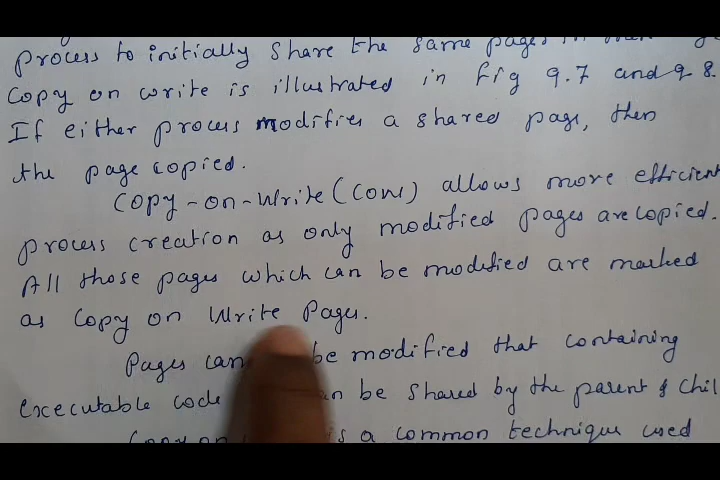 process to initially share the same pages in
Copy on write is illustrated in fig 9.7 and 9.8.
If either process modifies a shared page, then
the page copied.
Copy-on-Write (COW) allows more efficient
process creation as only modified pages are copied.
All those pages which can be modified are marked
as Copy on Write Pages.
Pages can be modified that containing
executable code an be shared by the parent & chil
Copy on is a common technique used